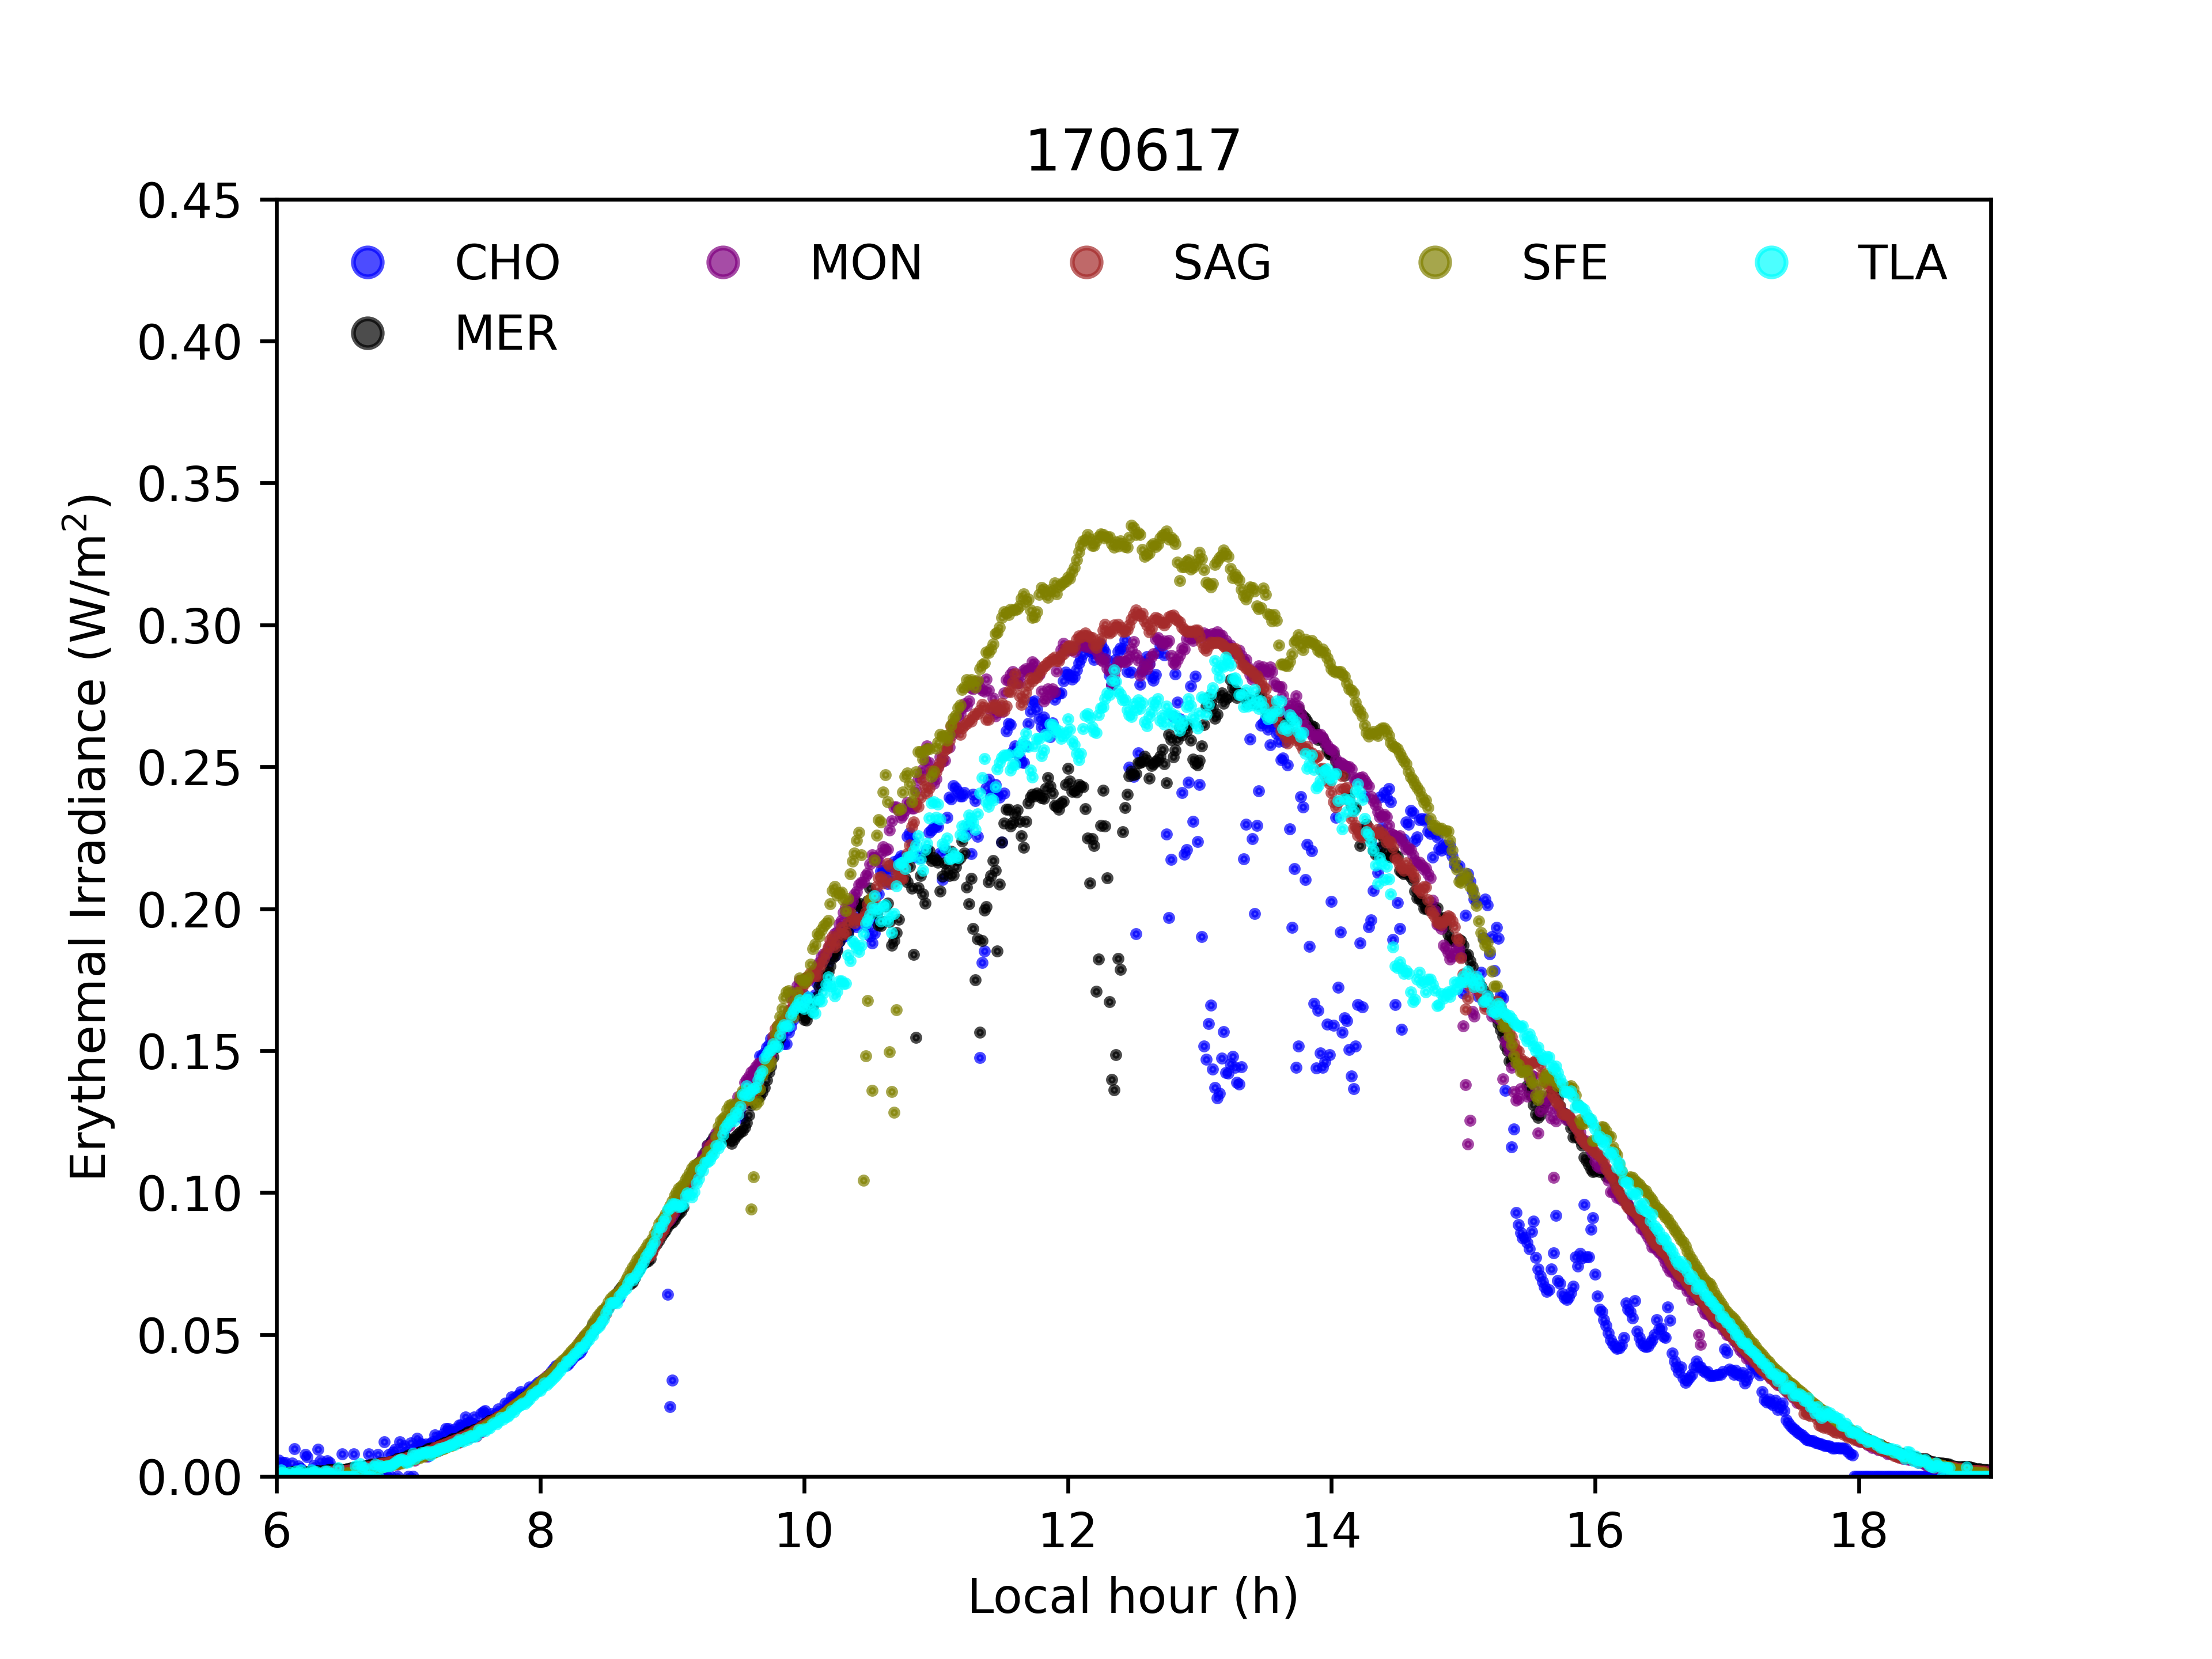 170617
0.45
CHO MON SAG SFE TLA
MER
0.40
0.35
0.30
0.25
0.20
0.15
0.10
0.05
0.00
Erythemal Irradiance (W/m²)
6 8 10 12 14 16 18
Local hour (h)